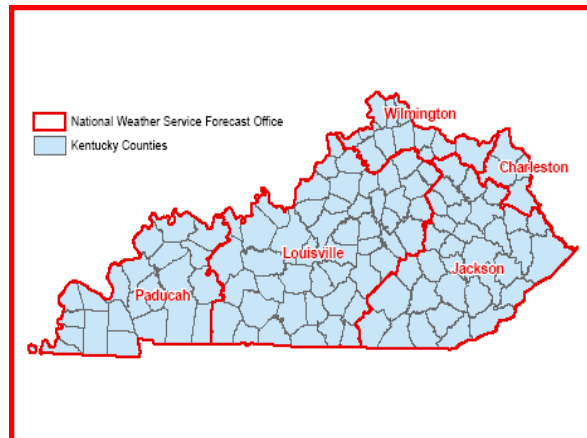 Wilmington
National Weather Service Forecast Office
Kentucky Counties
Charleston
Louisville
Jackson
Paducah